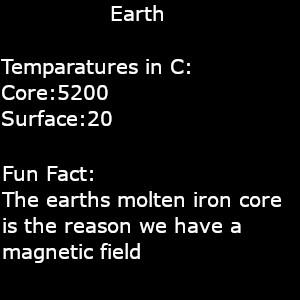 Earth
Temparatures in C:
Core:5200
Surface:20
Fun Fact:
The earths molten iron core
is the reason we have a
magnetic field